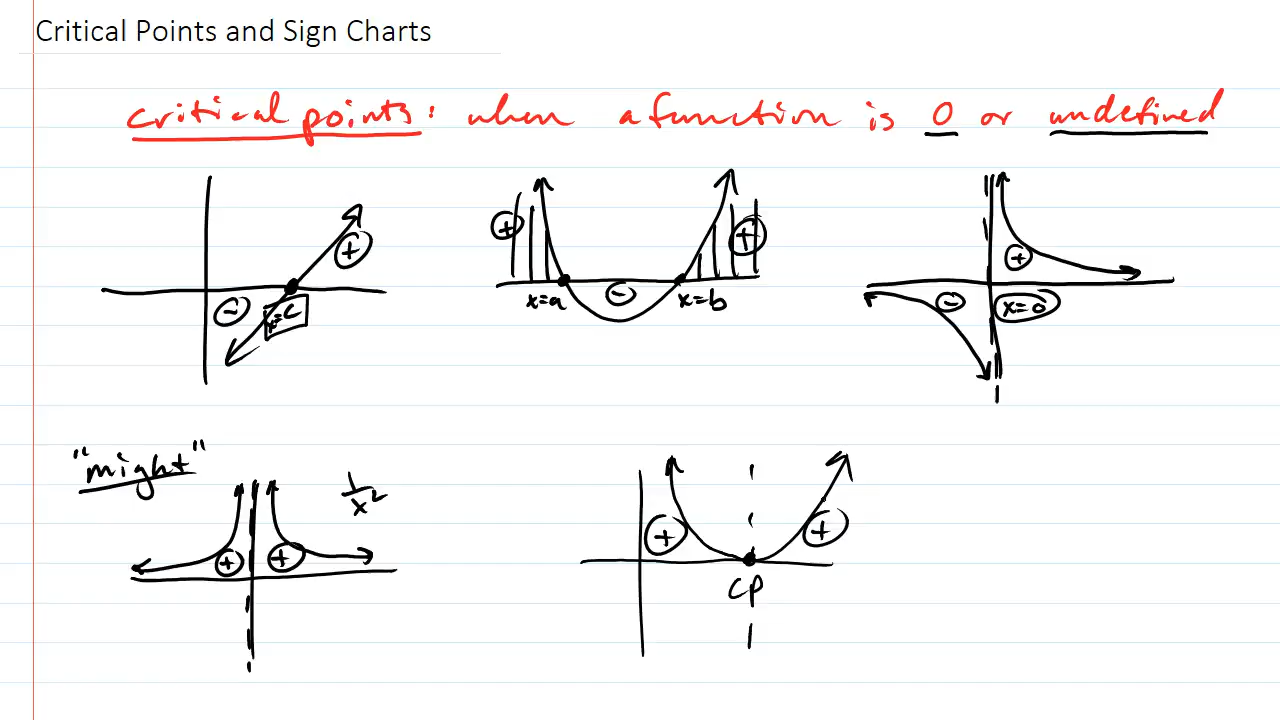 Critical Points and Sign Charts
critical points: when a function is 0 or undefined
+ - x=c
+ x=a - x=b +
+ - x=0
"might"
1/x²
+ +
+ + CP